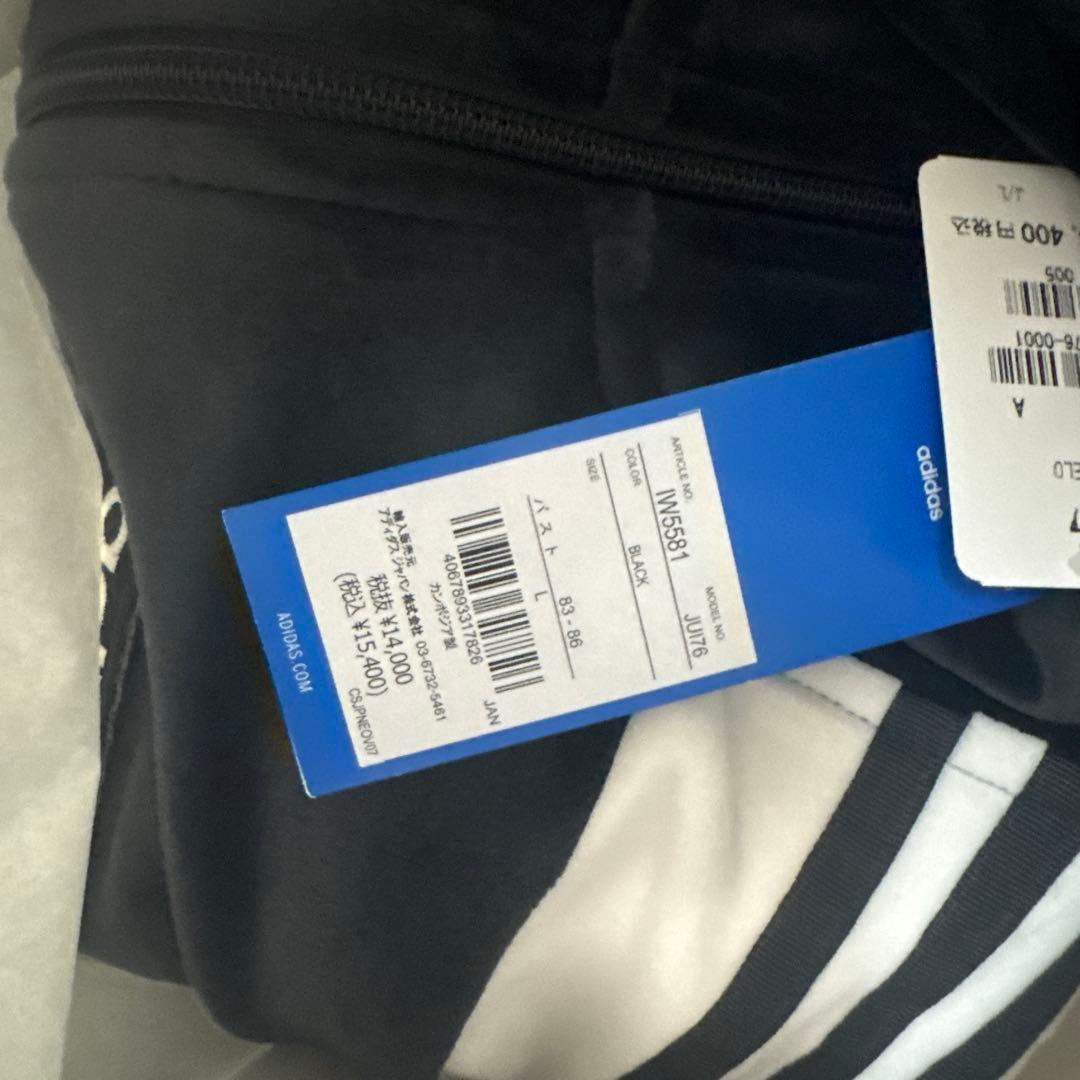 ARTICLE NO.
MODEL NO
IW5581
JUI76
COLOR
BLACK
SIZE
バスト 83 - 86
L
JAN
4067893317826
カンボジア製
輸入販売元
アディダス ジャパン株式会社 03-6732-5461
税抜 ¥14,000
(税込 ¥15,400)
CSJPNEOV07
ADIDAS.COM
adidas
A
76-0001
005
400 円税込
J/L